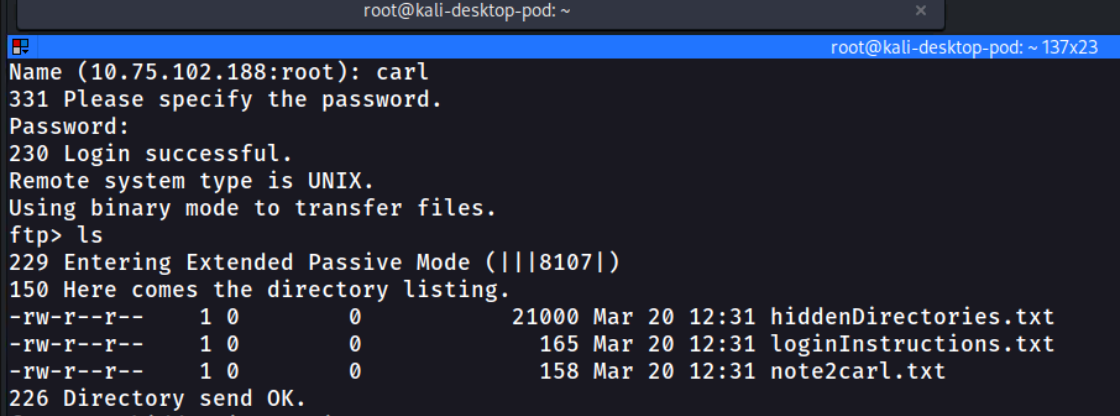 root@kali-desktop-pod: ~ ×
root@kali-desktop-pod: ~ 137x23
Name (10.75.102.188:root): carl
331 Please specify the password.
Password:
230 Login successful.
Remote system type is UNIX.
Using binary mode to transfer files.
ftp> ls
229 Entering Extended Passive Mode (|||8107|)
150 Here comes the directory listing.
-rw-r--r--    1 0        0           21000 Mar 20 12:31 hiddenDirectories.txt
-rw-r--r--    1 0        0             165 Mar 20 12:31 loginInstructions.txt
-rw-r--r--    1 0        0             158 Mar 20 12:31 note2carl.txt
226 Directory send OK.